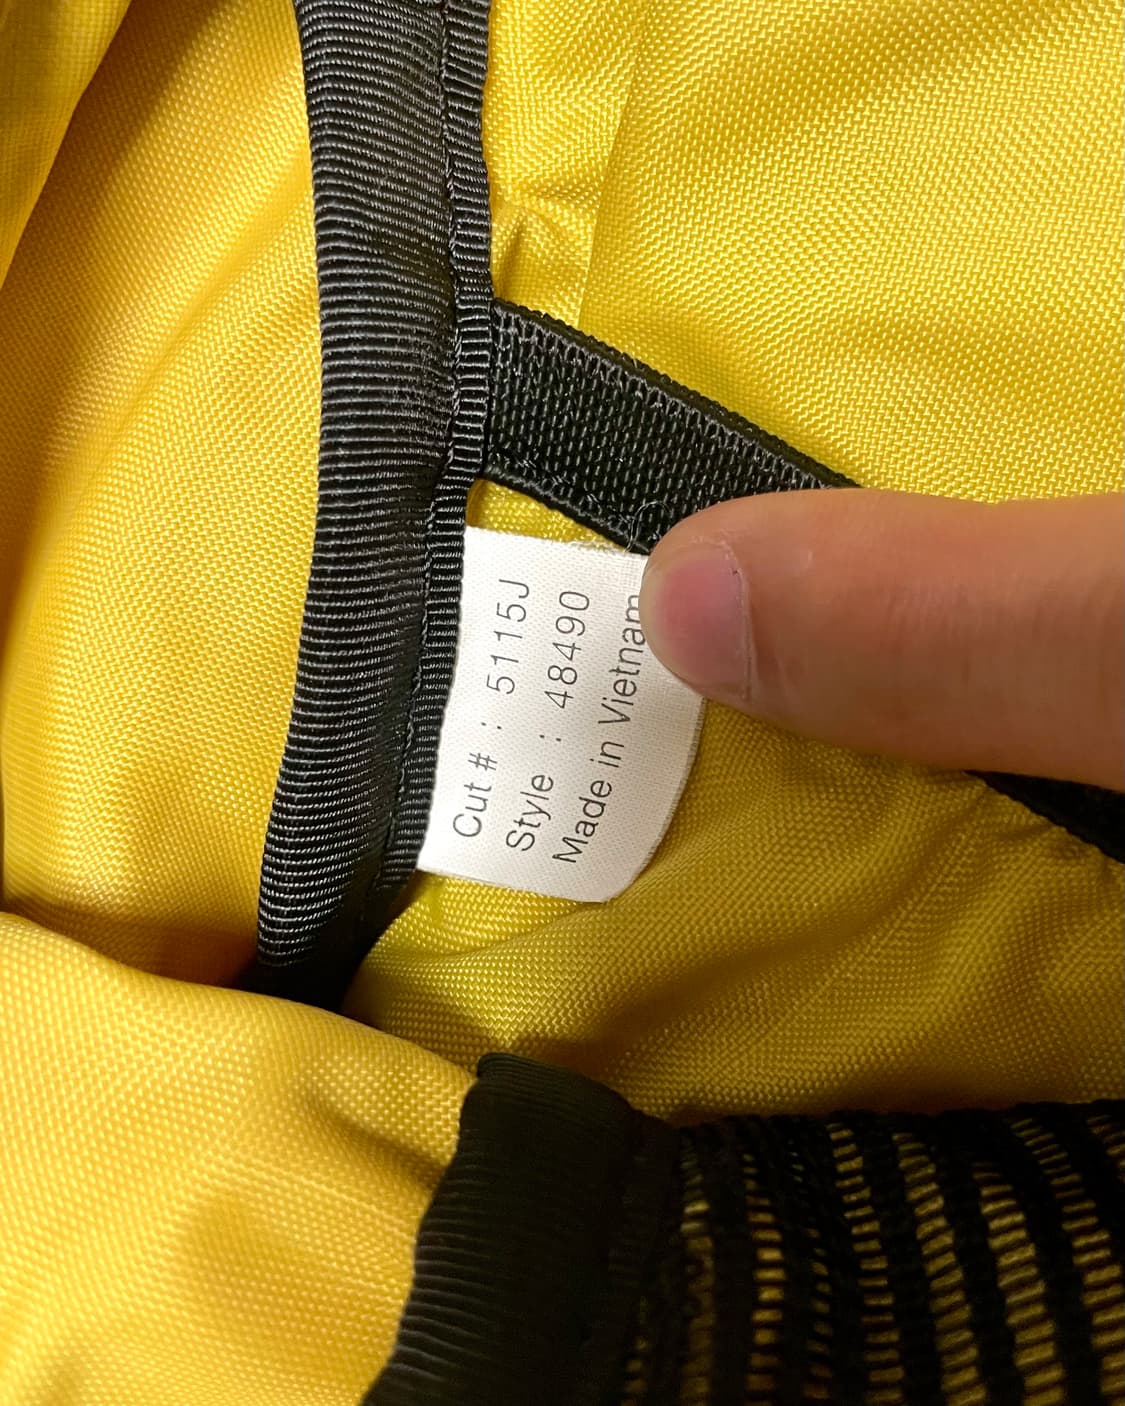 Cut # : 5115J
Style : 48490
Made in Vietnam